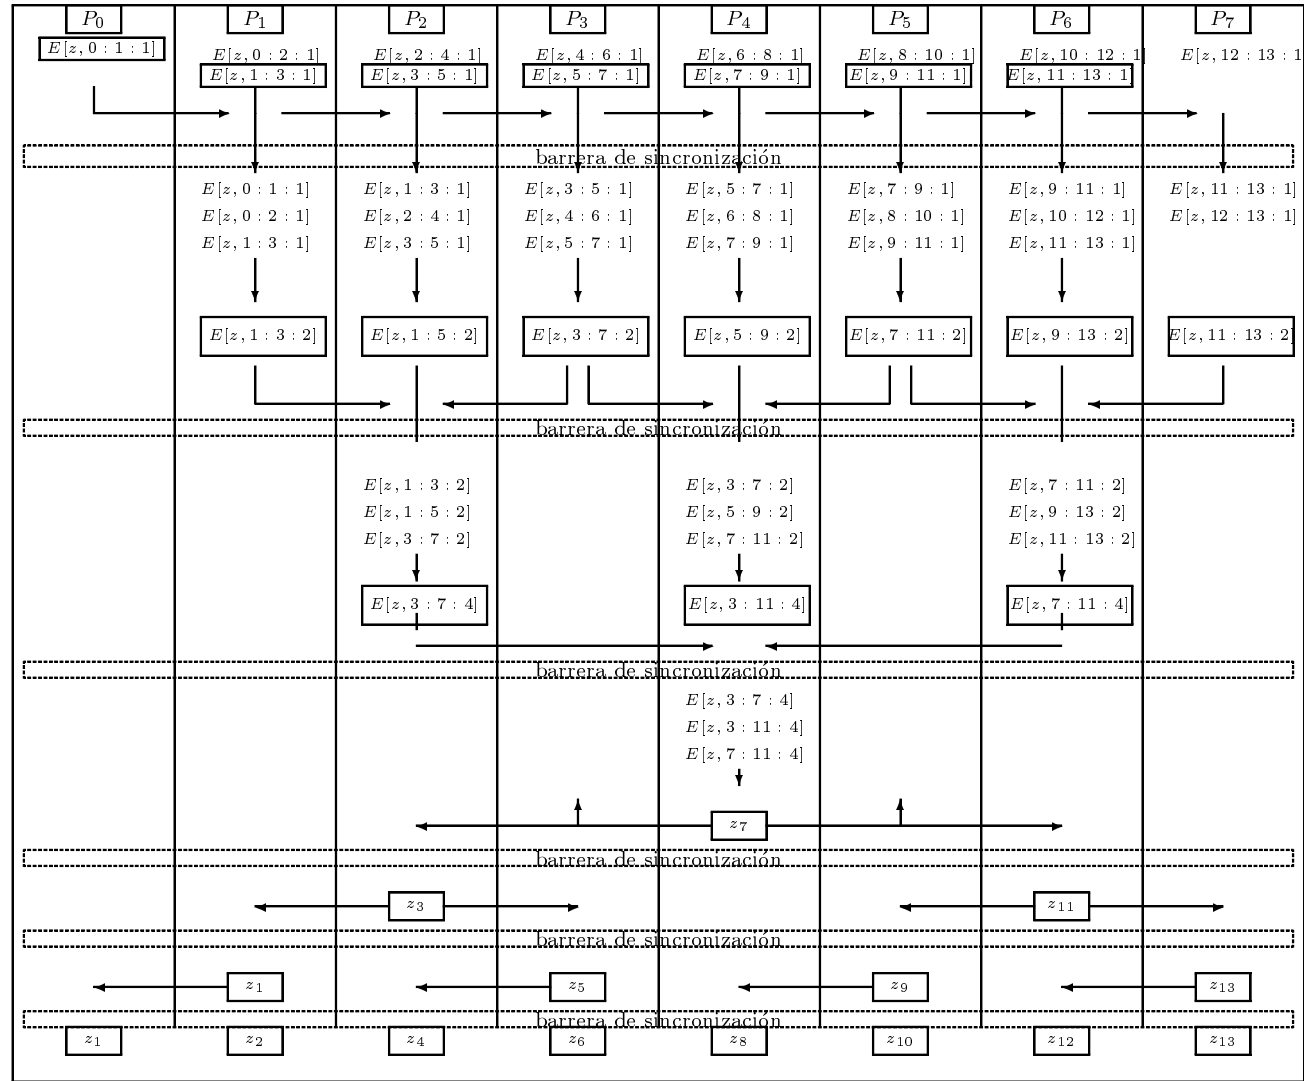 P₀ P₁ P₂ P₃ P₄ P₅ P₆ P₇
E[z, 0 : 1 : 1] E[z, 0 : 2 : 1] E[z, 2 : 4 : 1] E[z, 4 : 6 : 1] E[z, 6 : 8 : 1] E[z, 8 : 10 : 1] E[z, 10 : 12 : 1] E[z, 12 : 13 : 1
E[z, 1 : 3 : 1] E[z, 3 : 5 : 1] E[z, 5 : 7 : 1] E[z, 7 : 9 : 1] E[z, 9 : 11 : 1] E[z, 11 : 13 : 1]
barrera de sincronización
E[z, 0 : 1 : 1] E[z, 1 : 3 : 1] E[z, 3 : 5 : 1] E[z, 5 : 7 : 1] E[z, 7 : 9 : 1] E[z, 9 : 11 : 1] E[z, 11 : 13 : 1]
E[z, 0 : 2 : 1] E[z, 2 : 4 : 1] E[z, 4 : 6 : 1] E[z, 6 : 8 : 1] E[z, 8 : 10 : 1] E[z, 10 : 12 : 1] E[z, 12 : 13 : 1]
E[z, 1 : 3 : 1] E[z, 3 : 5 : 1] E[z, 5 : 7 : 1] E[z, 7 : 9 : 1] E[z, 9 : 11 : 1] E[z, 11 : 13 : 1]
E[z, 1 : 3 : 2] E[z, 1 : 5 : 2] E[z, 3 : 7 : 2] E[z, 5 : 9 : 2] E[z, 7 : 11 : 2] E[z, 9 : 13 : 2] E[z, 11 : 13 : 2]
barrera de sincronización
E[z, 1 : 3 : 2] E[z, 3 : 7 : 2] E[z, 7 : 11 : 2]
E[z, 1 : 5 : 2] E[z, 5 : 9 : 2] E[z, 9 : 13 : 2]
E[z, 3 : 7 : 2] E[z, 7 : 11 : 2] E[z, 11 : 13 : 2]
E[z, 3 : 7 : 4] E[z, 3 : 11 : 4] E[z, 7 : 11 : 4]
barrera de sincronización
E[z, 3 : 7 : 4]
E[z, 3 : 11 : 4]
E[z, 7 : 11 : 4]
z₇
barrera de sincronización
z₃ z₁₁
barrera de sincronización
z₁ z₅ z₉ z₁₃
barrera de sincronización
z₁ z₂ z₄ z₆ z₈ z₁₀ z₁₂ z₁₃